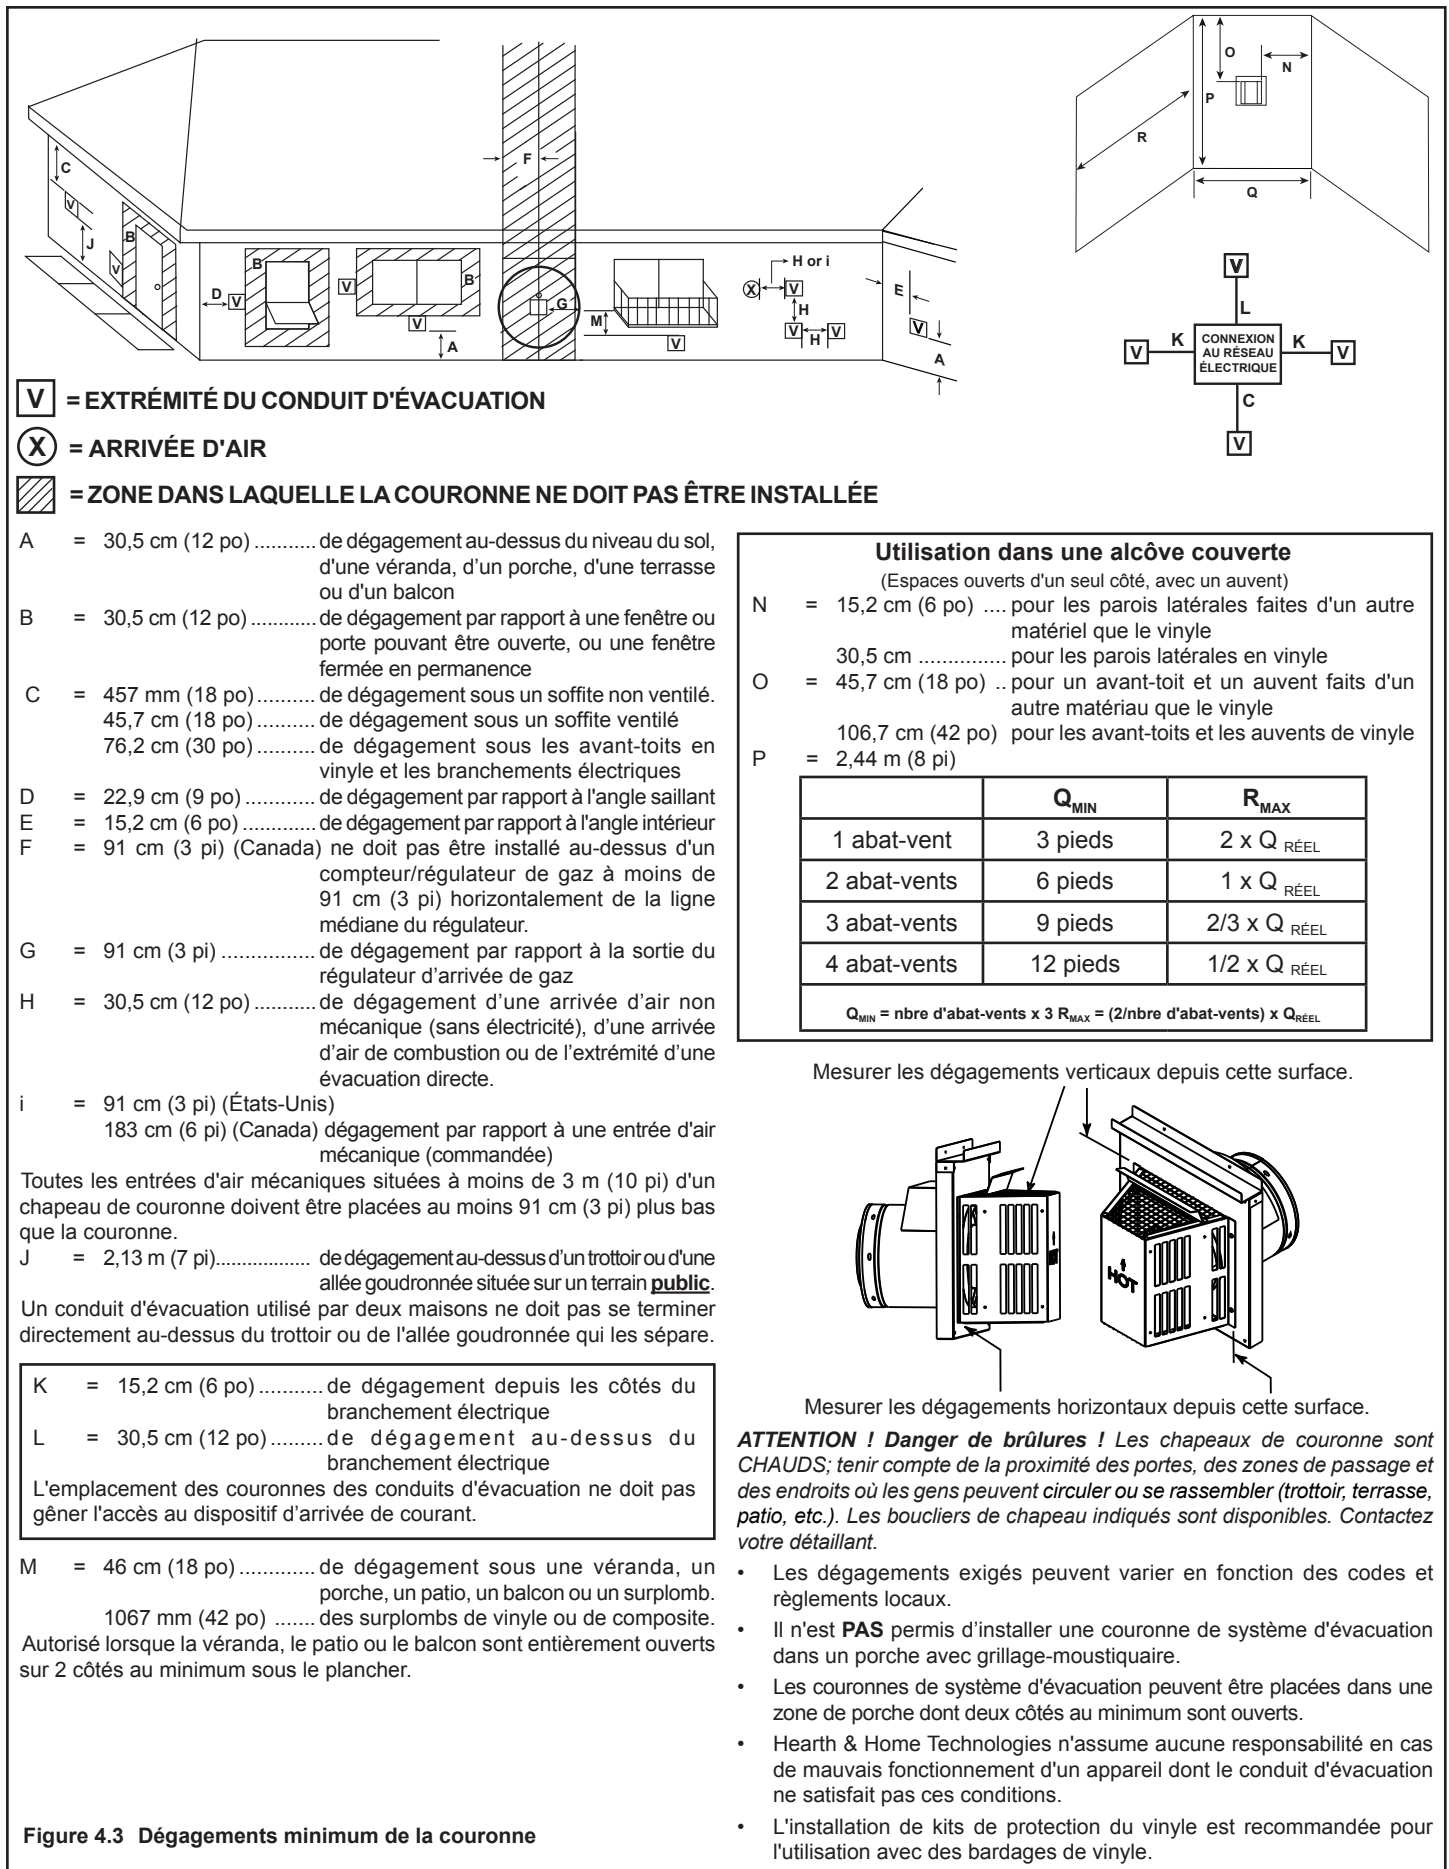 C
V
J
V
B
D
V
B
V
B
V
A
F
G
M
V
H or i
X
V
H
V
V
H
E
V
A
O
N
P
R
Q
V
L
V
K
CONNEXION
AU RÉSEAU
ÉLECTRIQUE
K
V
C
V
V = EXTRÉMITÉ DU CONDUIT D'ÉVACUATION
X = ARRIVÉE D'AIR
= ZONE DANS LAQUELLE LA COURONNE NE DOIT PAS ÊTRE INSTALLÉE
A = 30,5 cm (12 po) ........... de dégagement au-dessus du niveau du sol,
d'une véranda, d'un porche, d'une terrasse
ou d'un balcon
B = 30,5 cm (12 po) ............ de dégagement par rapport à une fenêtre ou
porte pouvant être ouverte, ou une fenêtre
fermée en permanence
C = 457 mm (18 po) .......... de dégagement sous un soffite non ventilé.
45,7 cm (18 po) .......... de dégagement sous un soffite ventilé
76,2 cm (30 po) .......... de dégagement sous les avant-toits en
vinyle et les branchements électriques
D = 22,9 cm (9 po) ............ de dégagement par rapport à l'angle saillant
E = 15,2 cm (6 po) ............. de dégagement par rapport à l'angle intérieur
F = 91 cm (3 pi) (Canada) ne doit pas être installé au-dessus d'un
compteur/régulateur de gaz à moins de
91 cm (3 pi) horizontalement de la ligne
médiane du régulateur.
G = 91 cm (3 pi) ................ de dégagement par rapport à la sortie du
régulateur d’arrivée de gaz
H = 30,5 cm (12 po) ........... de dégagement d’une arrivée d’air non
mécanique (sans électricité), d’une arrivée
d’air de combustion ou de l’extrémité d’une
évacuation directe.
i = 91 cm (3 pi) (États-Unis)
183 cm (6 pi) (Canada) dégagement par rapport à une entrée d'air
mécanique (commandée)
Toutes les entrées d'air mécaniques situées à moins de 3 m (10 pi) d'un
chapeau de couronne doivent être placées au moins 91 cm (3 pi) plus bas
que la couronne.
J = 2,13 m (7 pi).................. de dégagement au-dessus d’un trottoir ou d'une
allée goudronnée située sur un terrain public.
Un conduit d'évacuation utilisé par deux maisons ne doit pas se terminer
directement au-dessus du trottoir ou de l'allée goudronnée qui les sépare.
K = 15,2 cm (6 po) ........... de dégagement depuis les côtés du
branchement électrique
L = 30,5 cm (12 po) ......... de dégagement au-dessus du
branchement électrique
L'emplacement des couronnes des conduits d'évacuation ne doit pas
gêner l'accès au dispositif d’arrivée de courant.
M = 46 cm (18 po) ............. de dégagement sous une véranda, un
porche, un patio, un balcon ou un surplomb.
1067 mm (42 po) ....... des surplombs de vinyle ou de composite.
Autorisé lorsque la véranda, le patio ou le balcon sont entièrement ouverts
sur 2 côtés au minimum sous le plancher.
Figure 4.3 Dégagements minimum de la couronne
Utilisation dans une alcôve couverte
(Espaces ouverts d'un seul côté, avec un auvent)
N = 15,2 cm (6 po) .... pour les parois latérales faites d'un autre
matériel que le vinyle
30,5 cm ................ pour les parois latérales en vinyle
O = 45,7 cm (18 po) .. pour un avant-toit et un auvent faits d'un
autre matériau que le vinyle
106,7 cm (42 po) pour les avant-toits et les auvents de vinyle
P = 2,44 m (8 pi)
QMIN RMAX
1 abat-vent 3 pieds 2 x Q RÉEL
2 abat-vents 6 pieds 1 x Q RÉEL
3 abat-vents 9 pieds 2/3 x Q RÉEL
4 abat-vents 12 pieds 1/2 x Q RÉEL
QMIN = nbre d'abat-vents x 3 RMAX = (2/nbre d'abat-vents) x QRÉEL
Mesurer les dégagements verticaux depuis cette surface.
HOT
Mesurer les dégagements horizontaux depuis cette surface.
ATTENTION ! Danger de brûlures ! Les chapeaux de couronne sont
CHAUDS; tenir compte de la proximité des portes, des zones de passage et
des endroits où les gens peuvent circuler ou se rassembler (trottoir, terrasse,
patio, etc.). Les boucliers de chapeau indiqués sont disponibles. Contactez
votre détaillant.
• Les dégagements exigés peuvent varier en fonction des codes et
règlements locaux.
• Il n'est PAS permis d’installer une couronne de système d'évacuation
dans un porche avec grillage-moustiquaire.
• Les couronnes de système d'évacuation peuvent être placées dans une
zone de porche dont deux côtés au minimum sont ouverts.
• Hearth & Home Technologies n'assume aucune responsabilité en cas
de mauvais fonctionnement d'un appareil dont le conduit d'évacuation
ne satisfait pas ces conditions.
• L'installation de kits de protection du vinyle est recommandée pour
l'utilisation avec des bardages de vinyle.